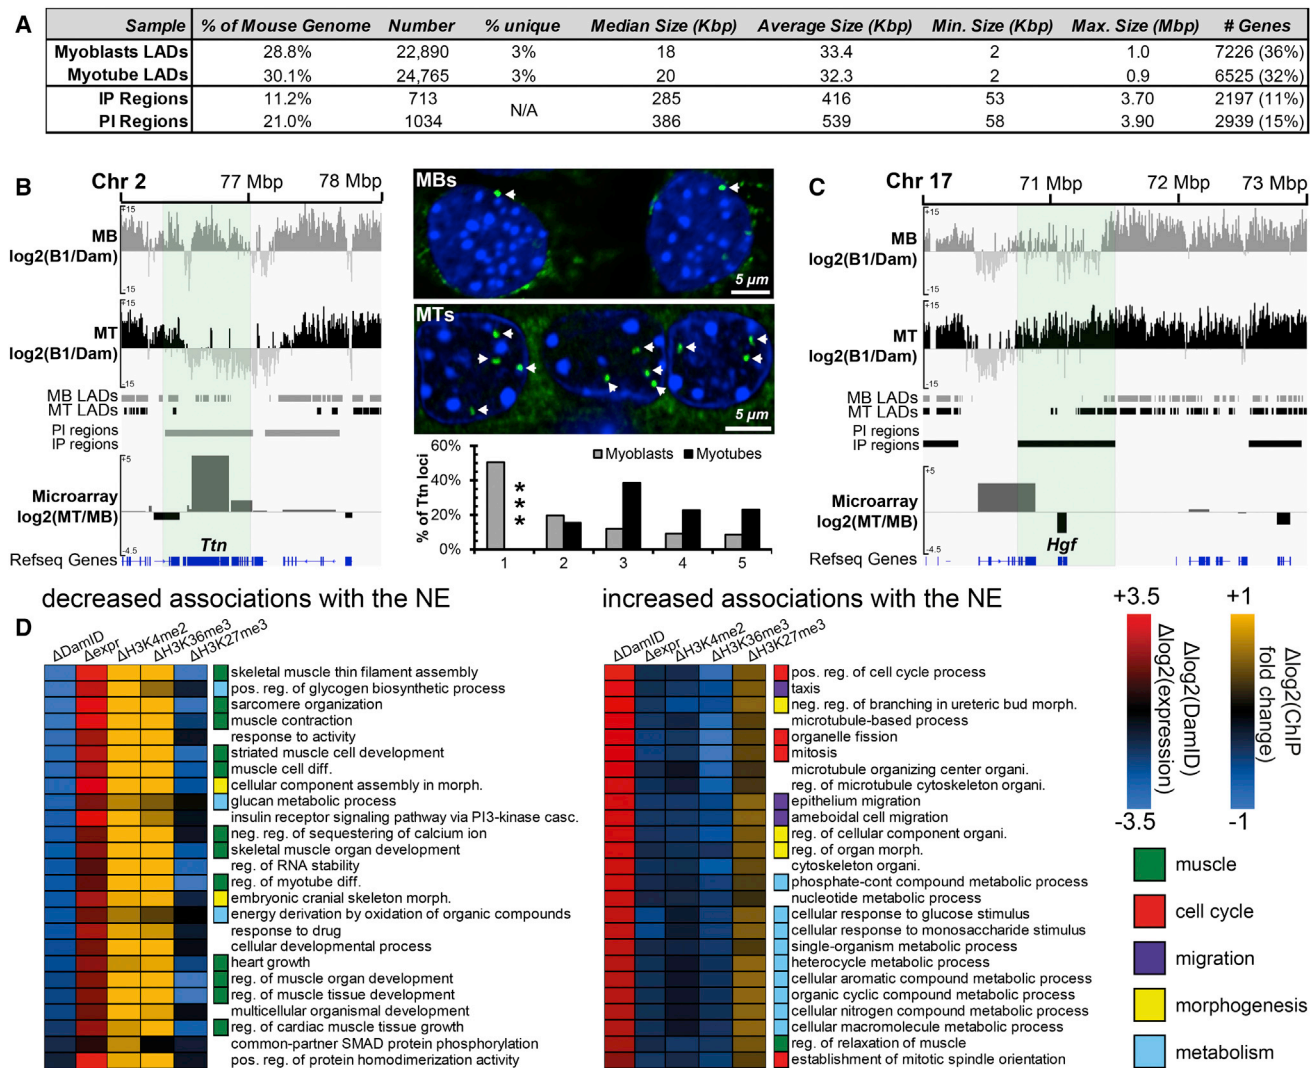 A
Sample % of Mouse Genome Number % unique Median Size (Kbp) Average Size (Kbp) Min. Size (Kbp) Max. Size (Mbp) # Genes
Myoblasts LADs 28.8% 22,890 3% 18 33.4 2 1.0 7226 (36%)
Myotube LADs 30.1% 24,765 3% 20 32.3 2 0.9 6525 (32%)
IP Regions 11.2% 713 285 416 53 3.70 2197 (11%)
N/A
PI Regions 21.0% 1034 386 539 58 3.90 2939 (15%)
B
Chr 2 77 Mbp 78 Mbp
+15
MB
log2(B1/Dam)
-15
+15
MT
log2(B1/Dam)
-15
MB LADs
MT LADs
PI regions
IP regions
+5
Microarray
log2(MT/MB)
Ttn
-4.5
Refseq Genes
MBs
5 µm
MTs
5 µm
60%
40%
20%
0%
% of Ttn loci
Myoblasts Myotubes
***
1 2 3 4 5
C
Chr 17 71 Mbp 72 Mbp 73 Mbp
+15
MB
log2(B1/Dam)
-15
+15
MT
log2(B1/Dam)
-15
MB LADs
MT LADs
PI regions
IP regions
+5
Microarray
log2(MT/MB)
Hgf
-4.5
Refseq Genes
D
decreased associations with the NE
ΔDamID
Δexpr
ΔH3K4me2
ΔH3K36me3
ΔH3K27me3
skeletal muscle thin filament assembly
pos. reg. of glycogen biosynthetic process
sarcomere organization
muscle contraction
response to activity
striated muscle cell development
muscle cell diff.
cellular component assembly in morph.
glucan metabolic process
insulin receptor signaling pathway via PI3-kinase casc.
neg. reg. of sequestering of calcium ion
skeletal muscle organ development
reg. of RNA stability
reg. of myotube diff.
embryonic cranial skeleton morph.
energy derivation by oxidation of organic compounds
response to drug
cellular developmental process
heart growth
reg. of muscle organ development
reg. of muscle tissue development
multicellular organismal development
reg. of cardiac muscle tissue growth
common-partner SMAD protein phosphorylation
pos. reg. of protein homodimerization activity
increased associations with the NE
ΔDamID
Δexpr
ΔH3K4me2
ΔH3K36me3
ΔH3K27me3
pos. reg. of cell cycle process
taxis
neg. reg. of branching in ureteric bud morph.
microtubule-based process
organelle fission
mitosis
microtubule organizing center organi.
reg. of microtubule cytoskeleton organi.
epithelium migration
ameboidal cell migration
reg. of cellular component organi.
reg. of organ morph.
cytoskeleton organi.
phosphate-cont compound metabolic process
nucleotide metabolic process
cellular response to glucose stimulus
cellular response to monosaccharide stimulus
single-organism metabolic process
heterocycle metabolic process
cellular aromatic compound metabolic process
organic cyclic compound metabolic process
cellular nitrogen compound metabolic process
cellular macromolecule metabolic process
reg. of relaxation of muscle
establishment of mitotic spindle orientation
+3.5
Δlog2(DamID)
Δlog2(expression)
-3.5
+1
Δlog2(ChIP
fold change)
-1
muscle
cell cycle
migration
morphogenesis
metabolism